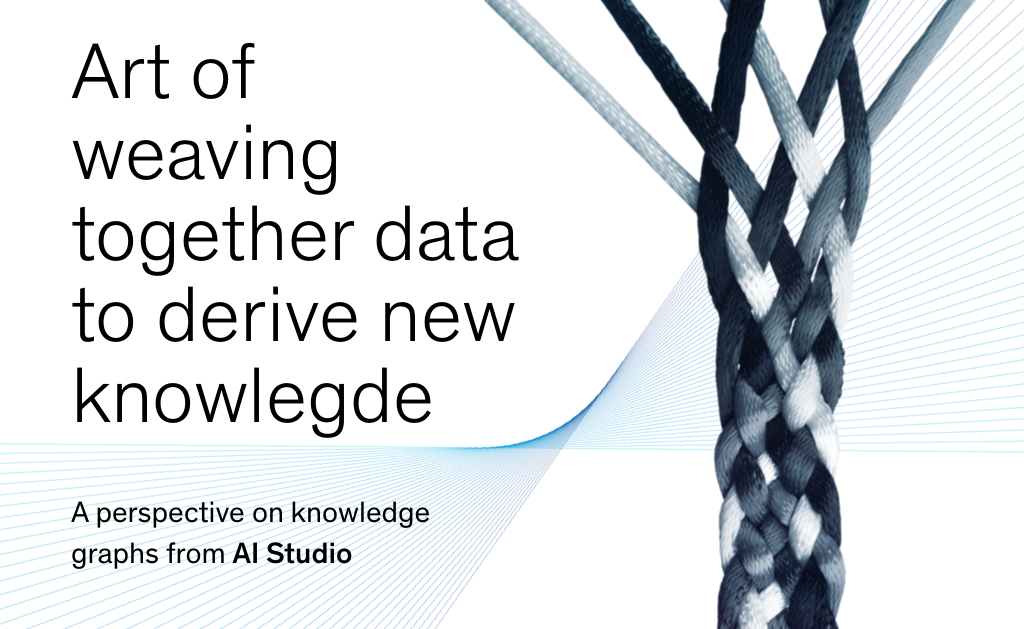 Art of
weaving
together data
to derive new
knowlegde
A perspective on knowledge
graphs from AI Studio